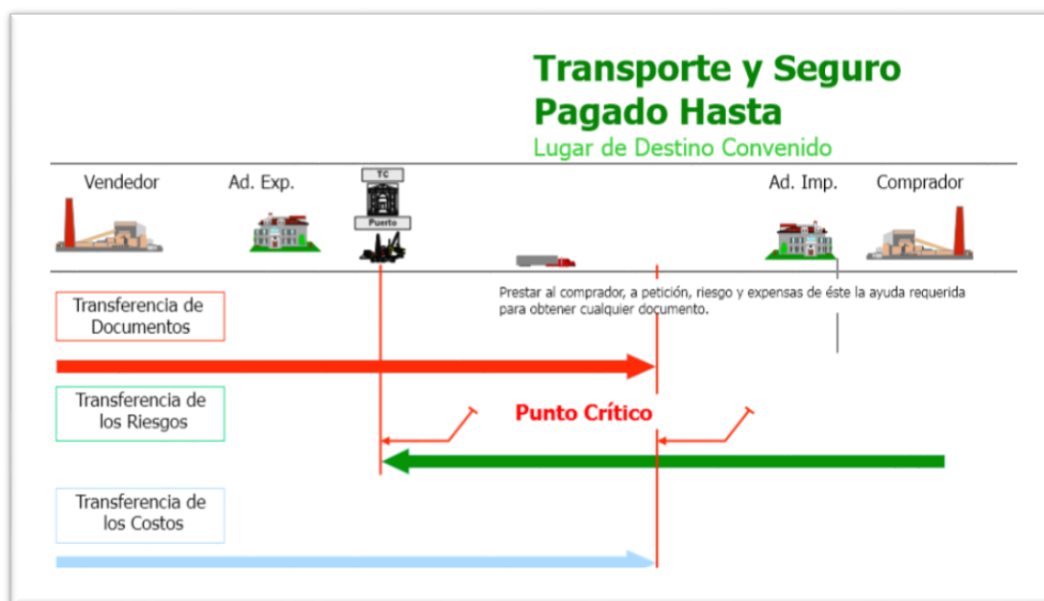 Transporte y Seguro
Pagado Hasta
Lugar de Destino Convenido
Vendedor
Ad. Exp.
TC
Puerto
Ad. Imp.
Comprador
Transferencia de
Documentos
Prestar al comprador, a petición, riesgo y expensas de éste la ayuda requerida
para obtener cualquier documento.
Transferencia de
los Riesgos
Punto Crítico
Transferencia de
los Costos